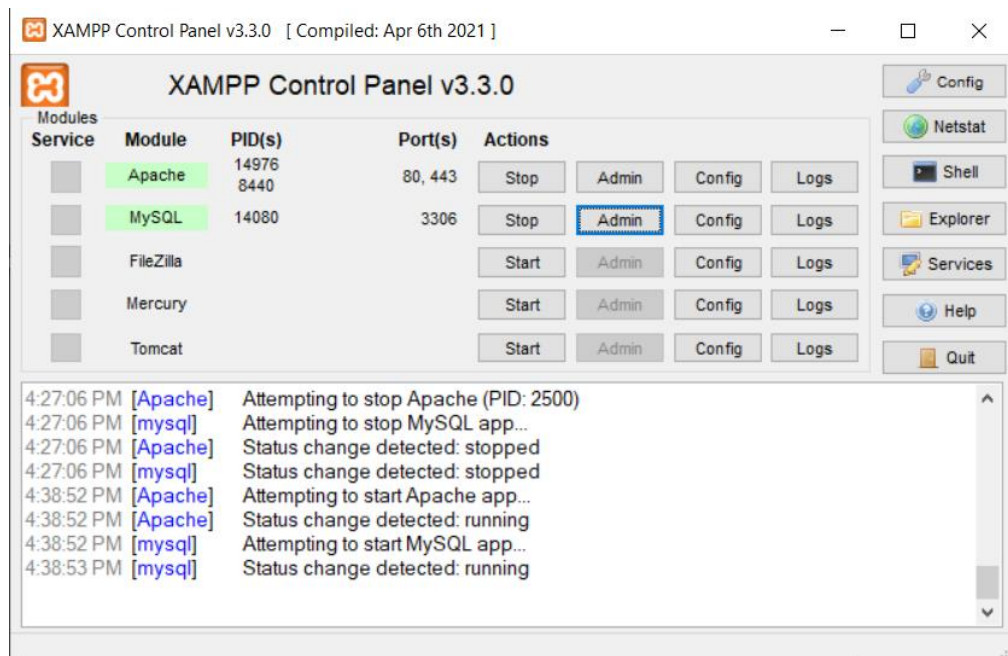 XAMPP Control Panel v3.3.0 [ Compiled: Apr 6th 2021 ]
XAMPP Control Panel v3.3.0
Config
Modules
Service Module PID(s) Port(s) Actions
Netstat
Apache 14976 8440 80, 443 Stop Admin Config Logs
Shell
MySQL 14080 3306 Stop Admin Config Logs
Explorer
FileZilla Start Admin Config Logs
Services
Mercury Start Admin Config Logs
Help
Tomcat Start Admin Config Logs
Quit
4:27:06 PM [Apache] Attempting to stop Apache (PID: 2500)
4:27:06 PM [mysql] Attempting to stop MySQL app...
4:27:06 PM [Apache] Status change detected: stopped
4:27:06 PM [mysql] Status change detected: stopped
4:38:52 PM [Apache] Attempting to start Apache app...
4:38:52 PM [Apache] Status change detected: running
4:38:52 PM [mysql] Attempting to start MySQL app...
4:38:53 PM [mysql] Status change detected: running